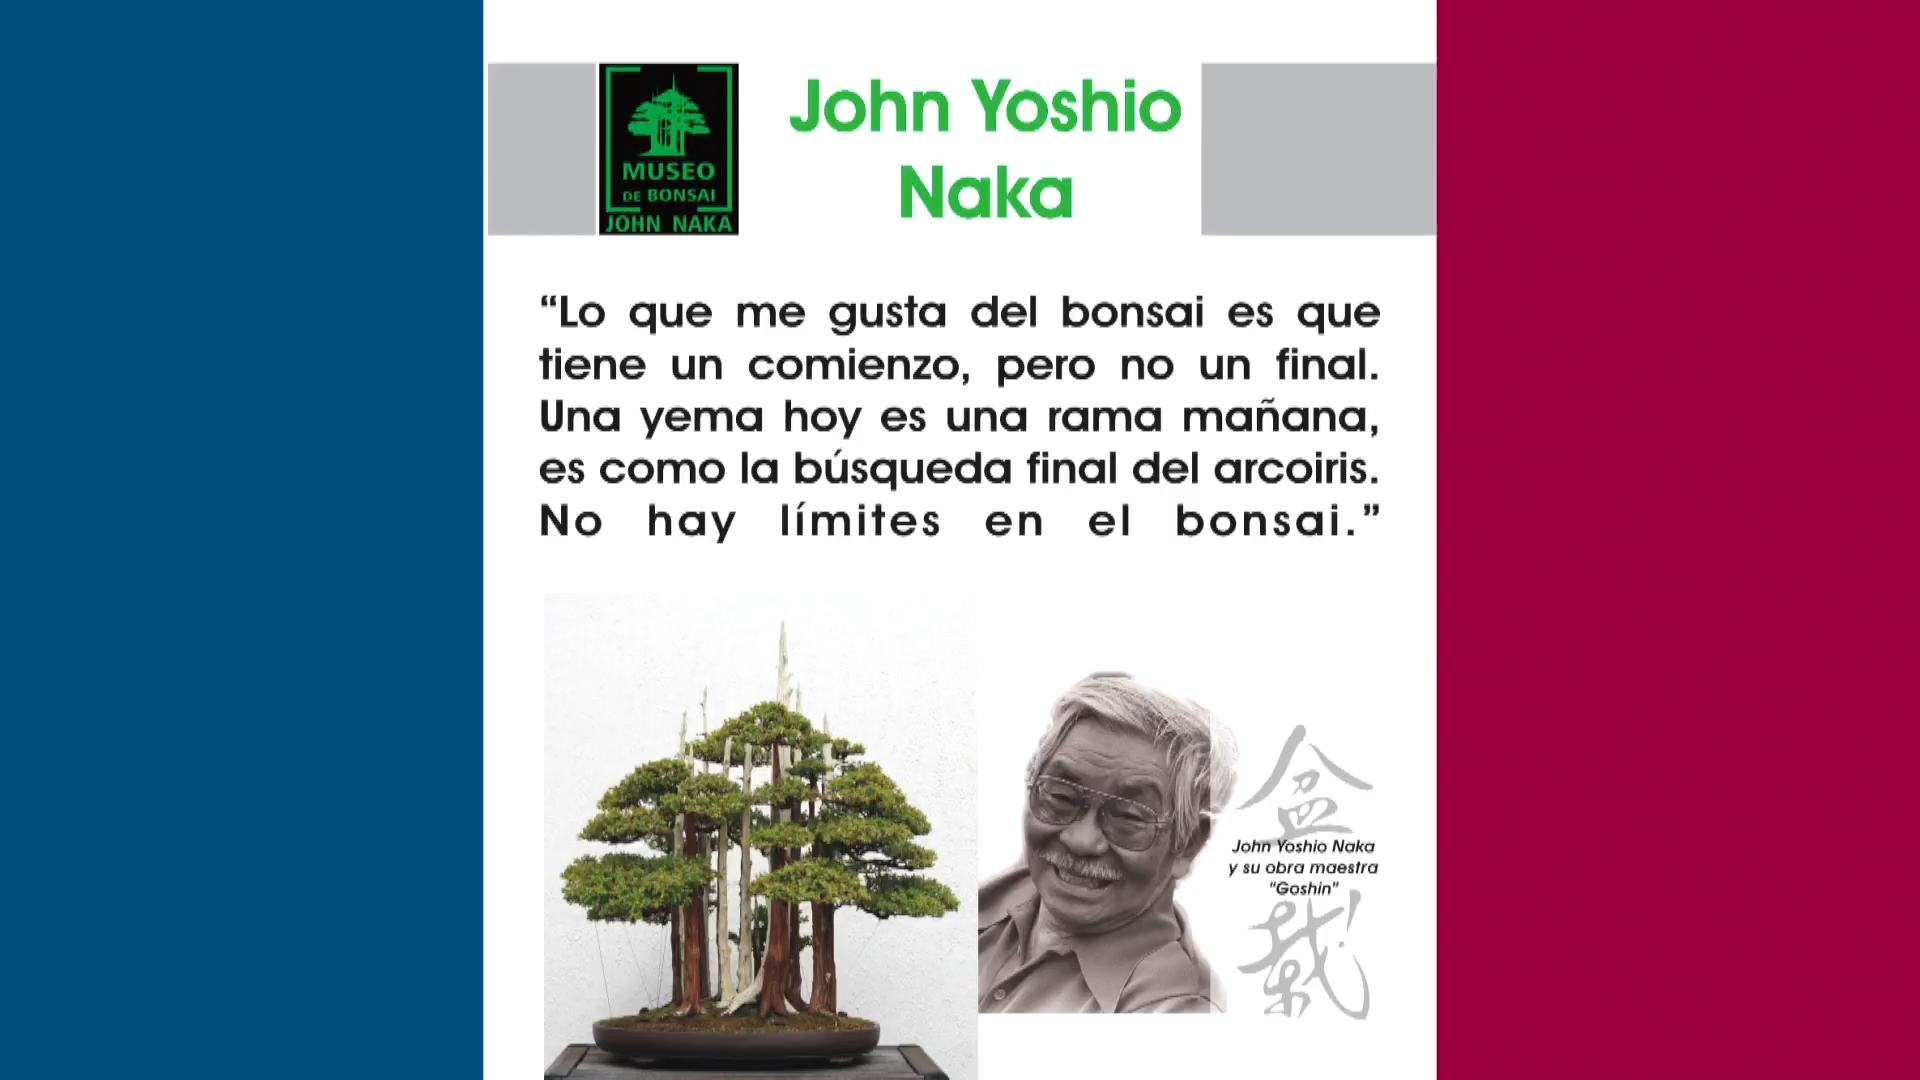 MUSEO
DE BONSAI
JOHN NAKA
John Yoshio
Naka
“Lo que me gusta del bonsai es que
tiene un comienzo, pero no un final.
Una yema hoy es una rama mañana,
es como la búsqueda final del arcoiris.
No hay límites en el bonsai.”
盆
John Yoshio Naka
y su obra maestra
"Goshin"
栽